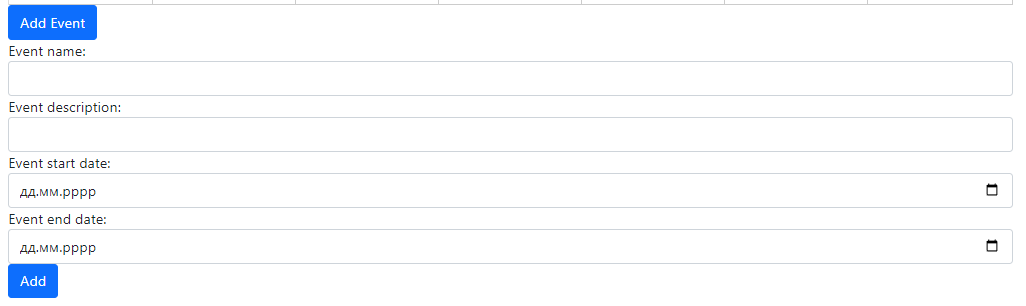 Add Event
Event name:
Event description:
Event start date:
дд.мм.рррр
Event end date:
дд.мм.рррр
Add